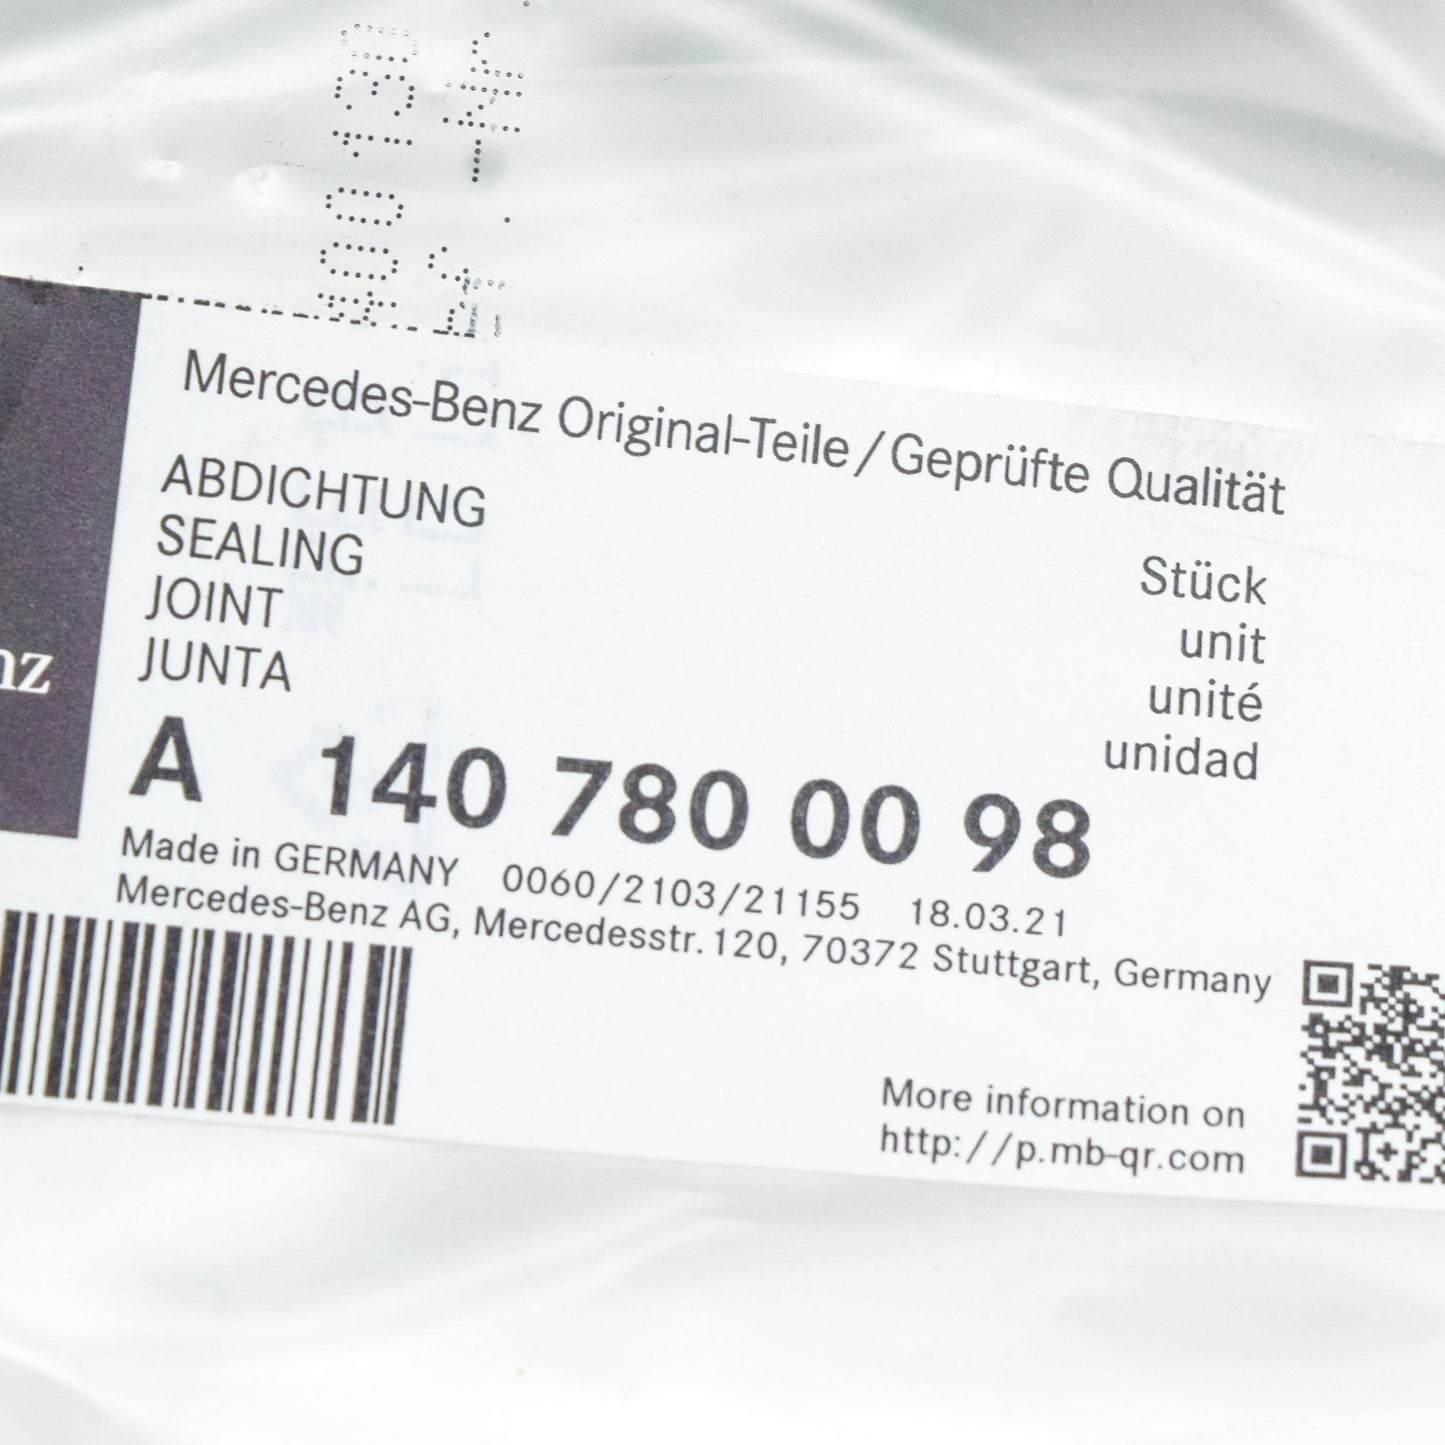 Mercedes-Benz Original-Teile/Geprüfte Qualität
ABDICHTUNG
SEALING
JOINT
JUNTA
Stück
unit
unité
unidad
nz
A 140 780 00 98
Made in GERMANY 0060/2103/21155 18.03.21
Mercedes-Benz AG, Mercedesstr. 120, 70372 Stuttgart, Germany
More information on
http://p.mb-qr.com